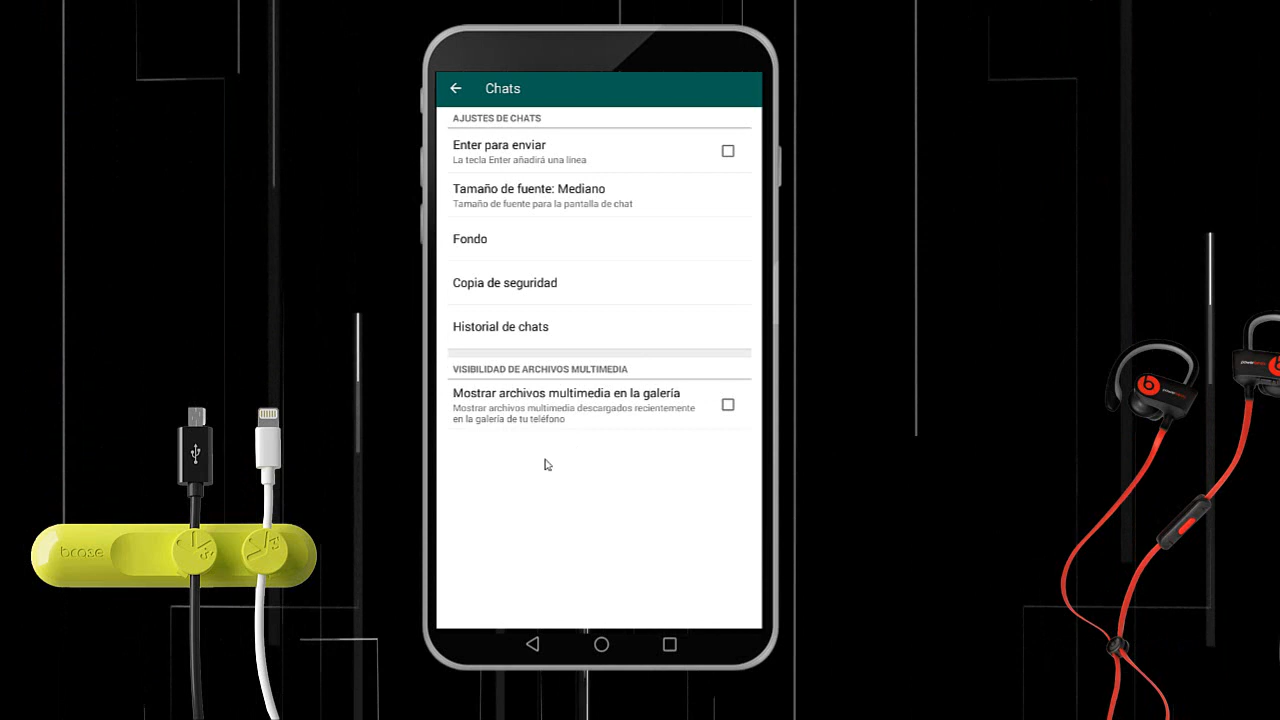 Chats
AJUSTES DE CHATS
Enter para enviar
La tecla Enter añadirá una línea
Tamaño de fuente: Mediano
Tamaño de fuente para la pantalla de chat
Fondo
Copia de seguridad
Historial de chats
VISIBILIDAD DE ARCHIVOS MULTIMEDIA
Mostrar archivos multimedia en la galería
Mostrar archivos multimedia descargados recientemente
en la galería de tu teléfono